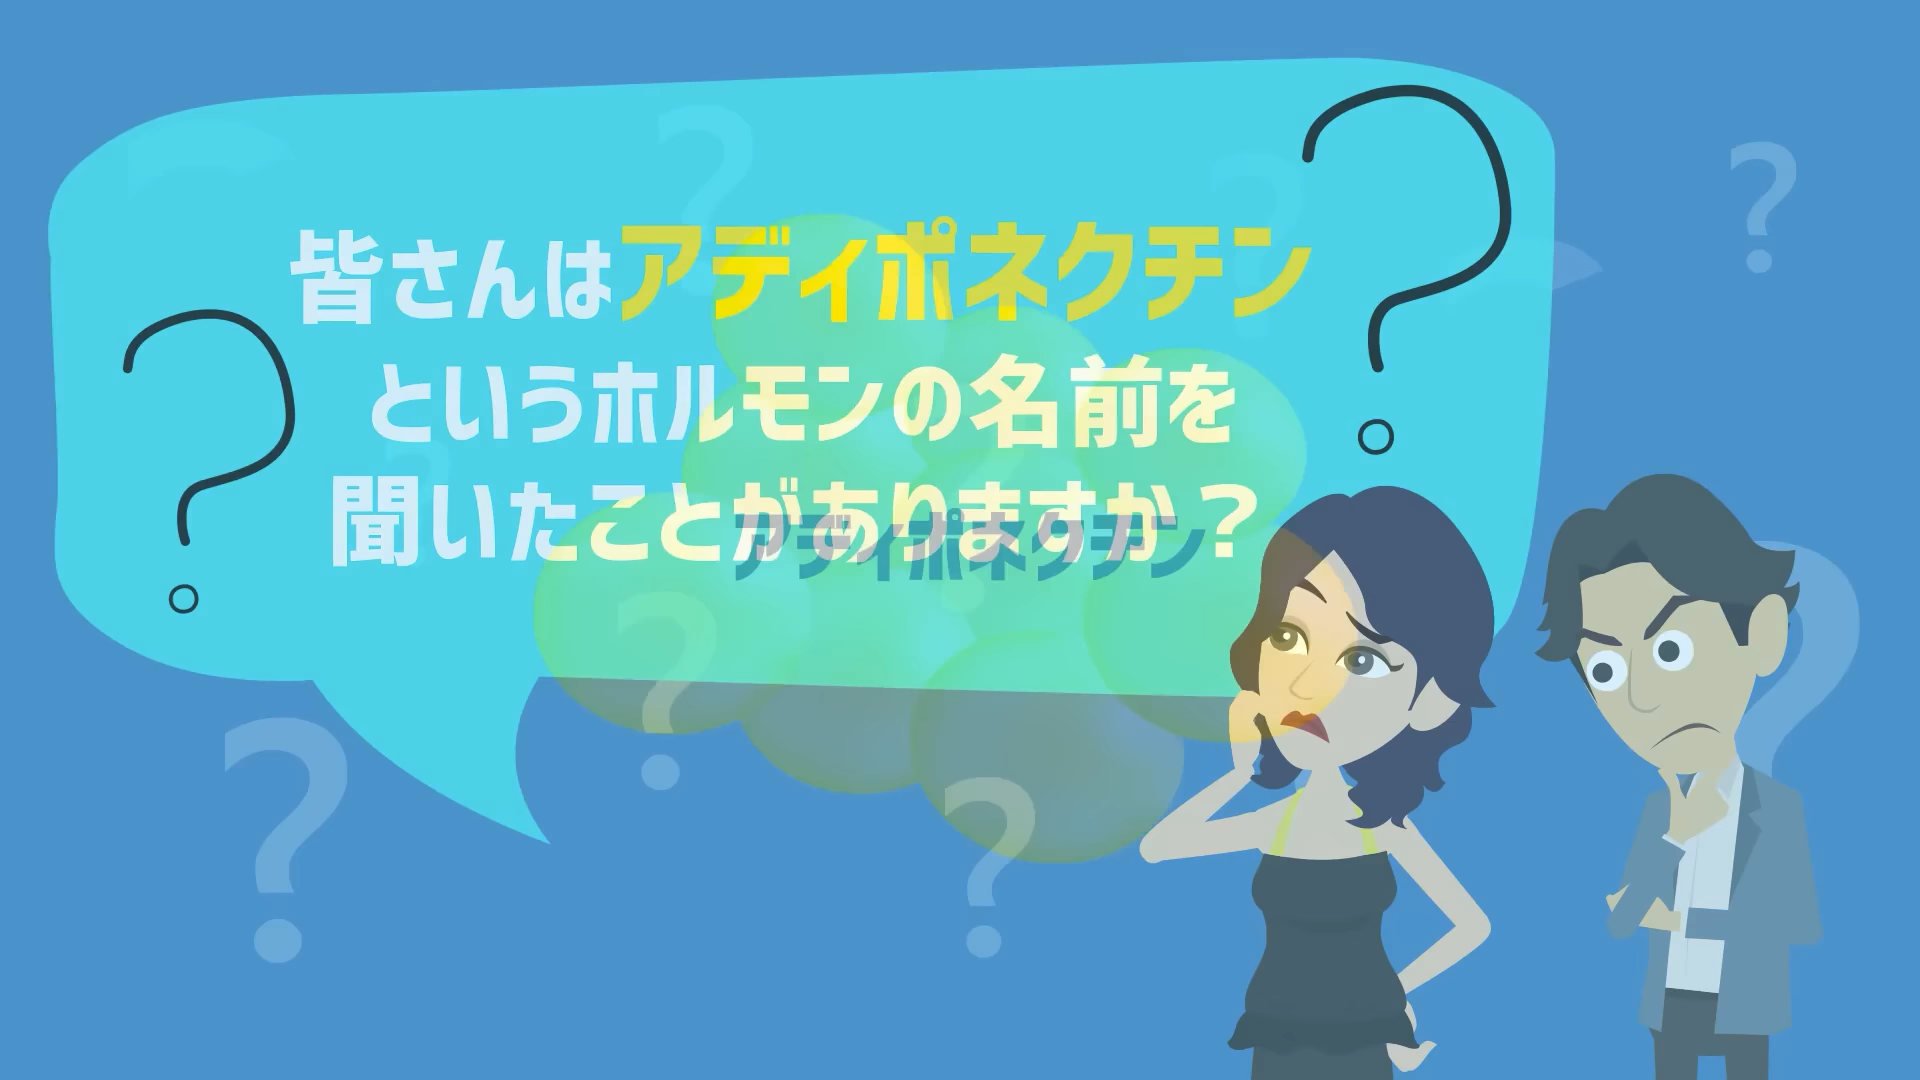 皆さんはアディポネクチン
というホルモンの名前を
聞いたことがありますか？
アディポネクチン